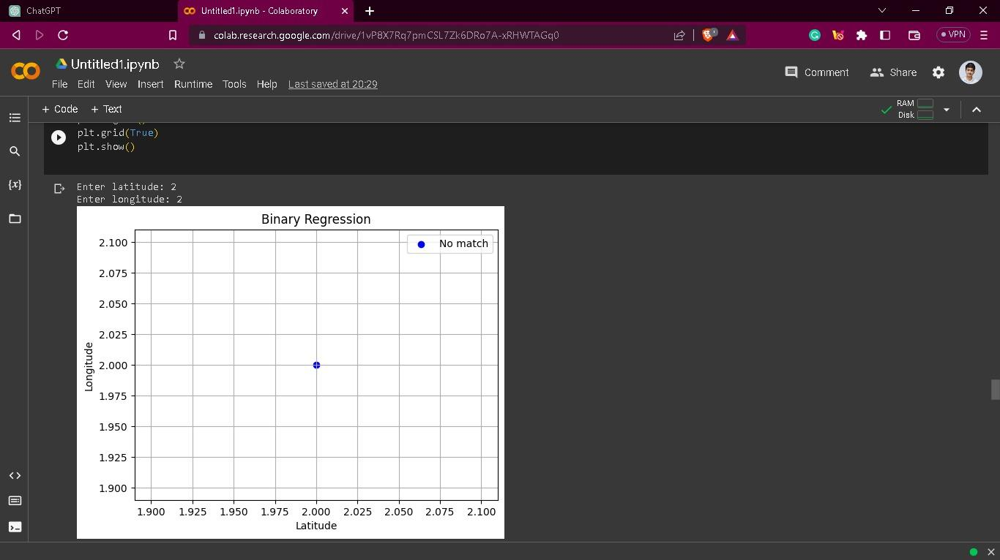 ChatGPT
Untitled1.ipynb - Colaboratory
colab.research.google.com/drive/1vP8X7Rq7pmCSL7Zk6DRo7A-xRHWTAGq0
VPN
Untitled1.ipynb
File Edit View Insert Runtime Tools Help Last saved at 20:29
Comment Share
+ Code + Text
RAM
Disk
plt.grid(True)
plt.show()
{x}
Enter latitude: 2
Enter longitude: 2
Binary Regression
No match
2.100
2.075
2.050
2.025
2.000
1.975
1.950
1.925
1.900
Longitude
1.900 1.925 1.950 1.975 2.000 2.025 2.050 2.075 2.100
Latitude